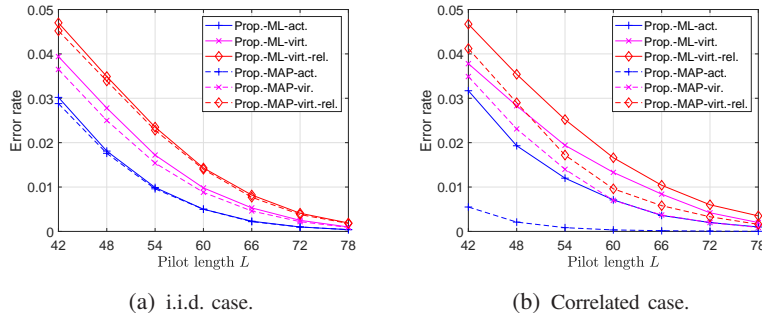 0.05
0.04
0.03
0.02
0.01
0
Error rate
42 48 54 60 66 72 78
Pilot length L
Prop.-ML-act.
Prop.-ML-virt.
Prop.-ML-virt.-rel.
Prop.-MAP-act.
Prop.-MAP-vir.
Prop.-MAP-virt.-rel.
(a) i.i.d. case.
0.05
0.04
0.03
0.02
0.01
0
Error rate
42 48 54 60 66 72 78
Pilot length L
Prop.-ML-act.
Prop.-ML-virt.
Prop.-ML-virt.-rel.
Prop.-MAP-act.
Prop.-MAP-vir.
Prop.-MAP-virt.-rel.
(b) Correlated case.